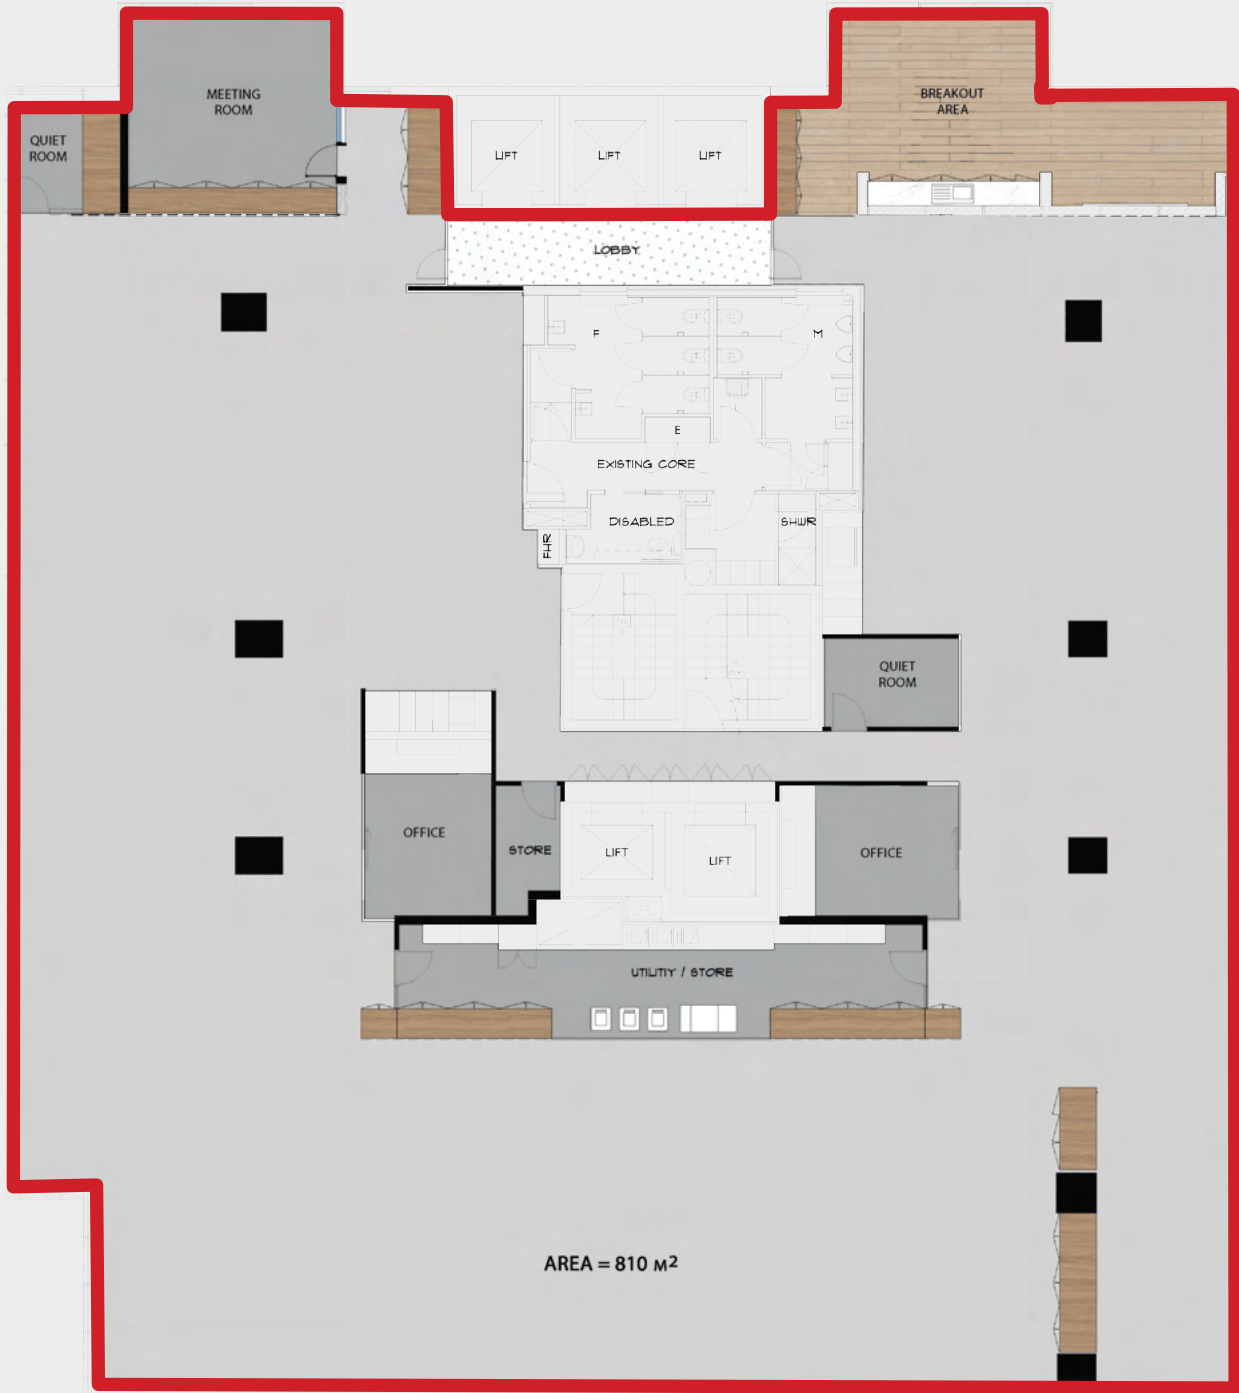 MEETING
ROOM
BREAKOUT
AREA
QUIET
ROOM
LIFT
LIFT
LIFT
LOBBY
F
M
E
EXISTING CORE
DISABLED
SHWR
FHR
QUIET
ROOM
OFFICE
STORE
LIFT
LIFT
OFFICE
UTILITIY / STORE
AREA = 810 M²